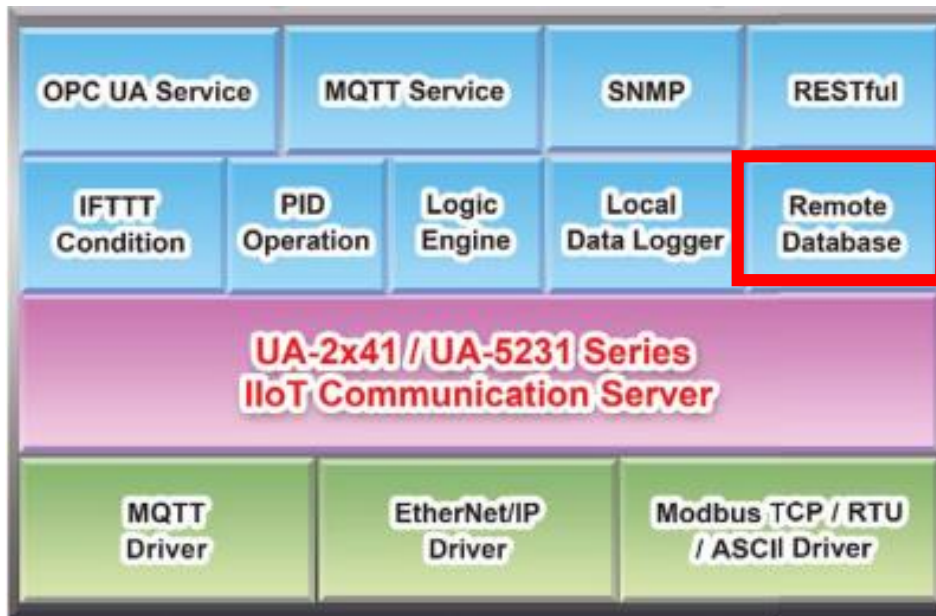 OPC UA Service
MQTT Service
SNMP
RESTful
IFTTT
Condition
PID
Operation
Logic
Engine
Local
Data Logger
Remote
Database
UA-2x41 / UA-5231 Series
IIoT Communication Server
MQTT
Driver
EtherNet/IP
Driver
Modbus TCP / RTU
/ ASCII Driver